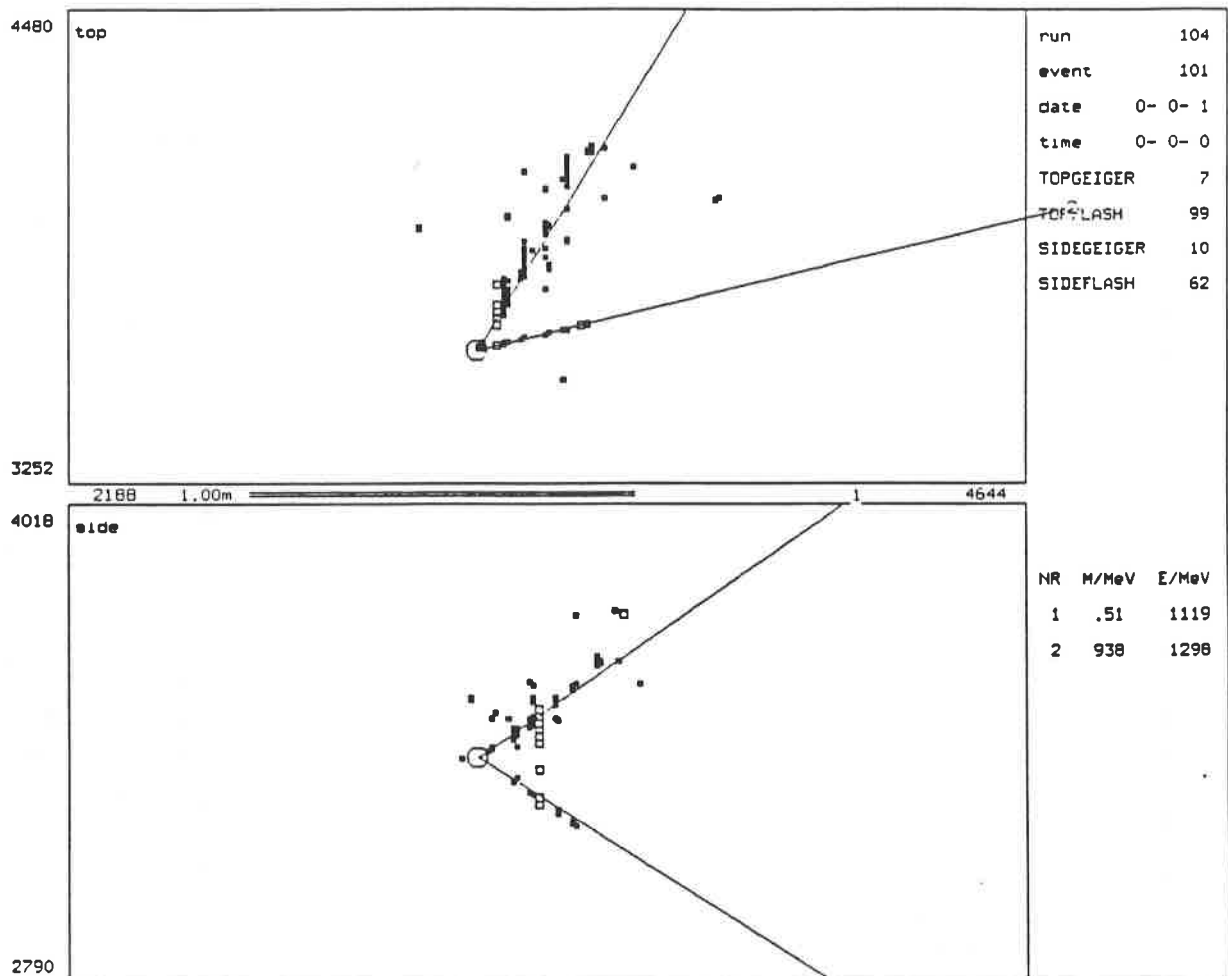 4480
top
3252
run 104
event 101
date 0- 0- 1
time 0- 0- 0
TOPGEIGER 7
TOPFLASH 99
2
SIDEGEIGER 10
SIDEFLASH 62
2188 1.00m 1 4644
4018
side
2790
NR M/MeV E/MeV
1 .51 1119
2 938 1298